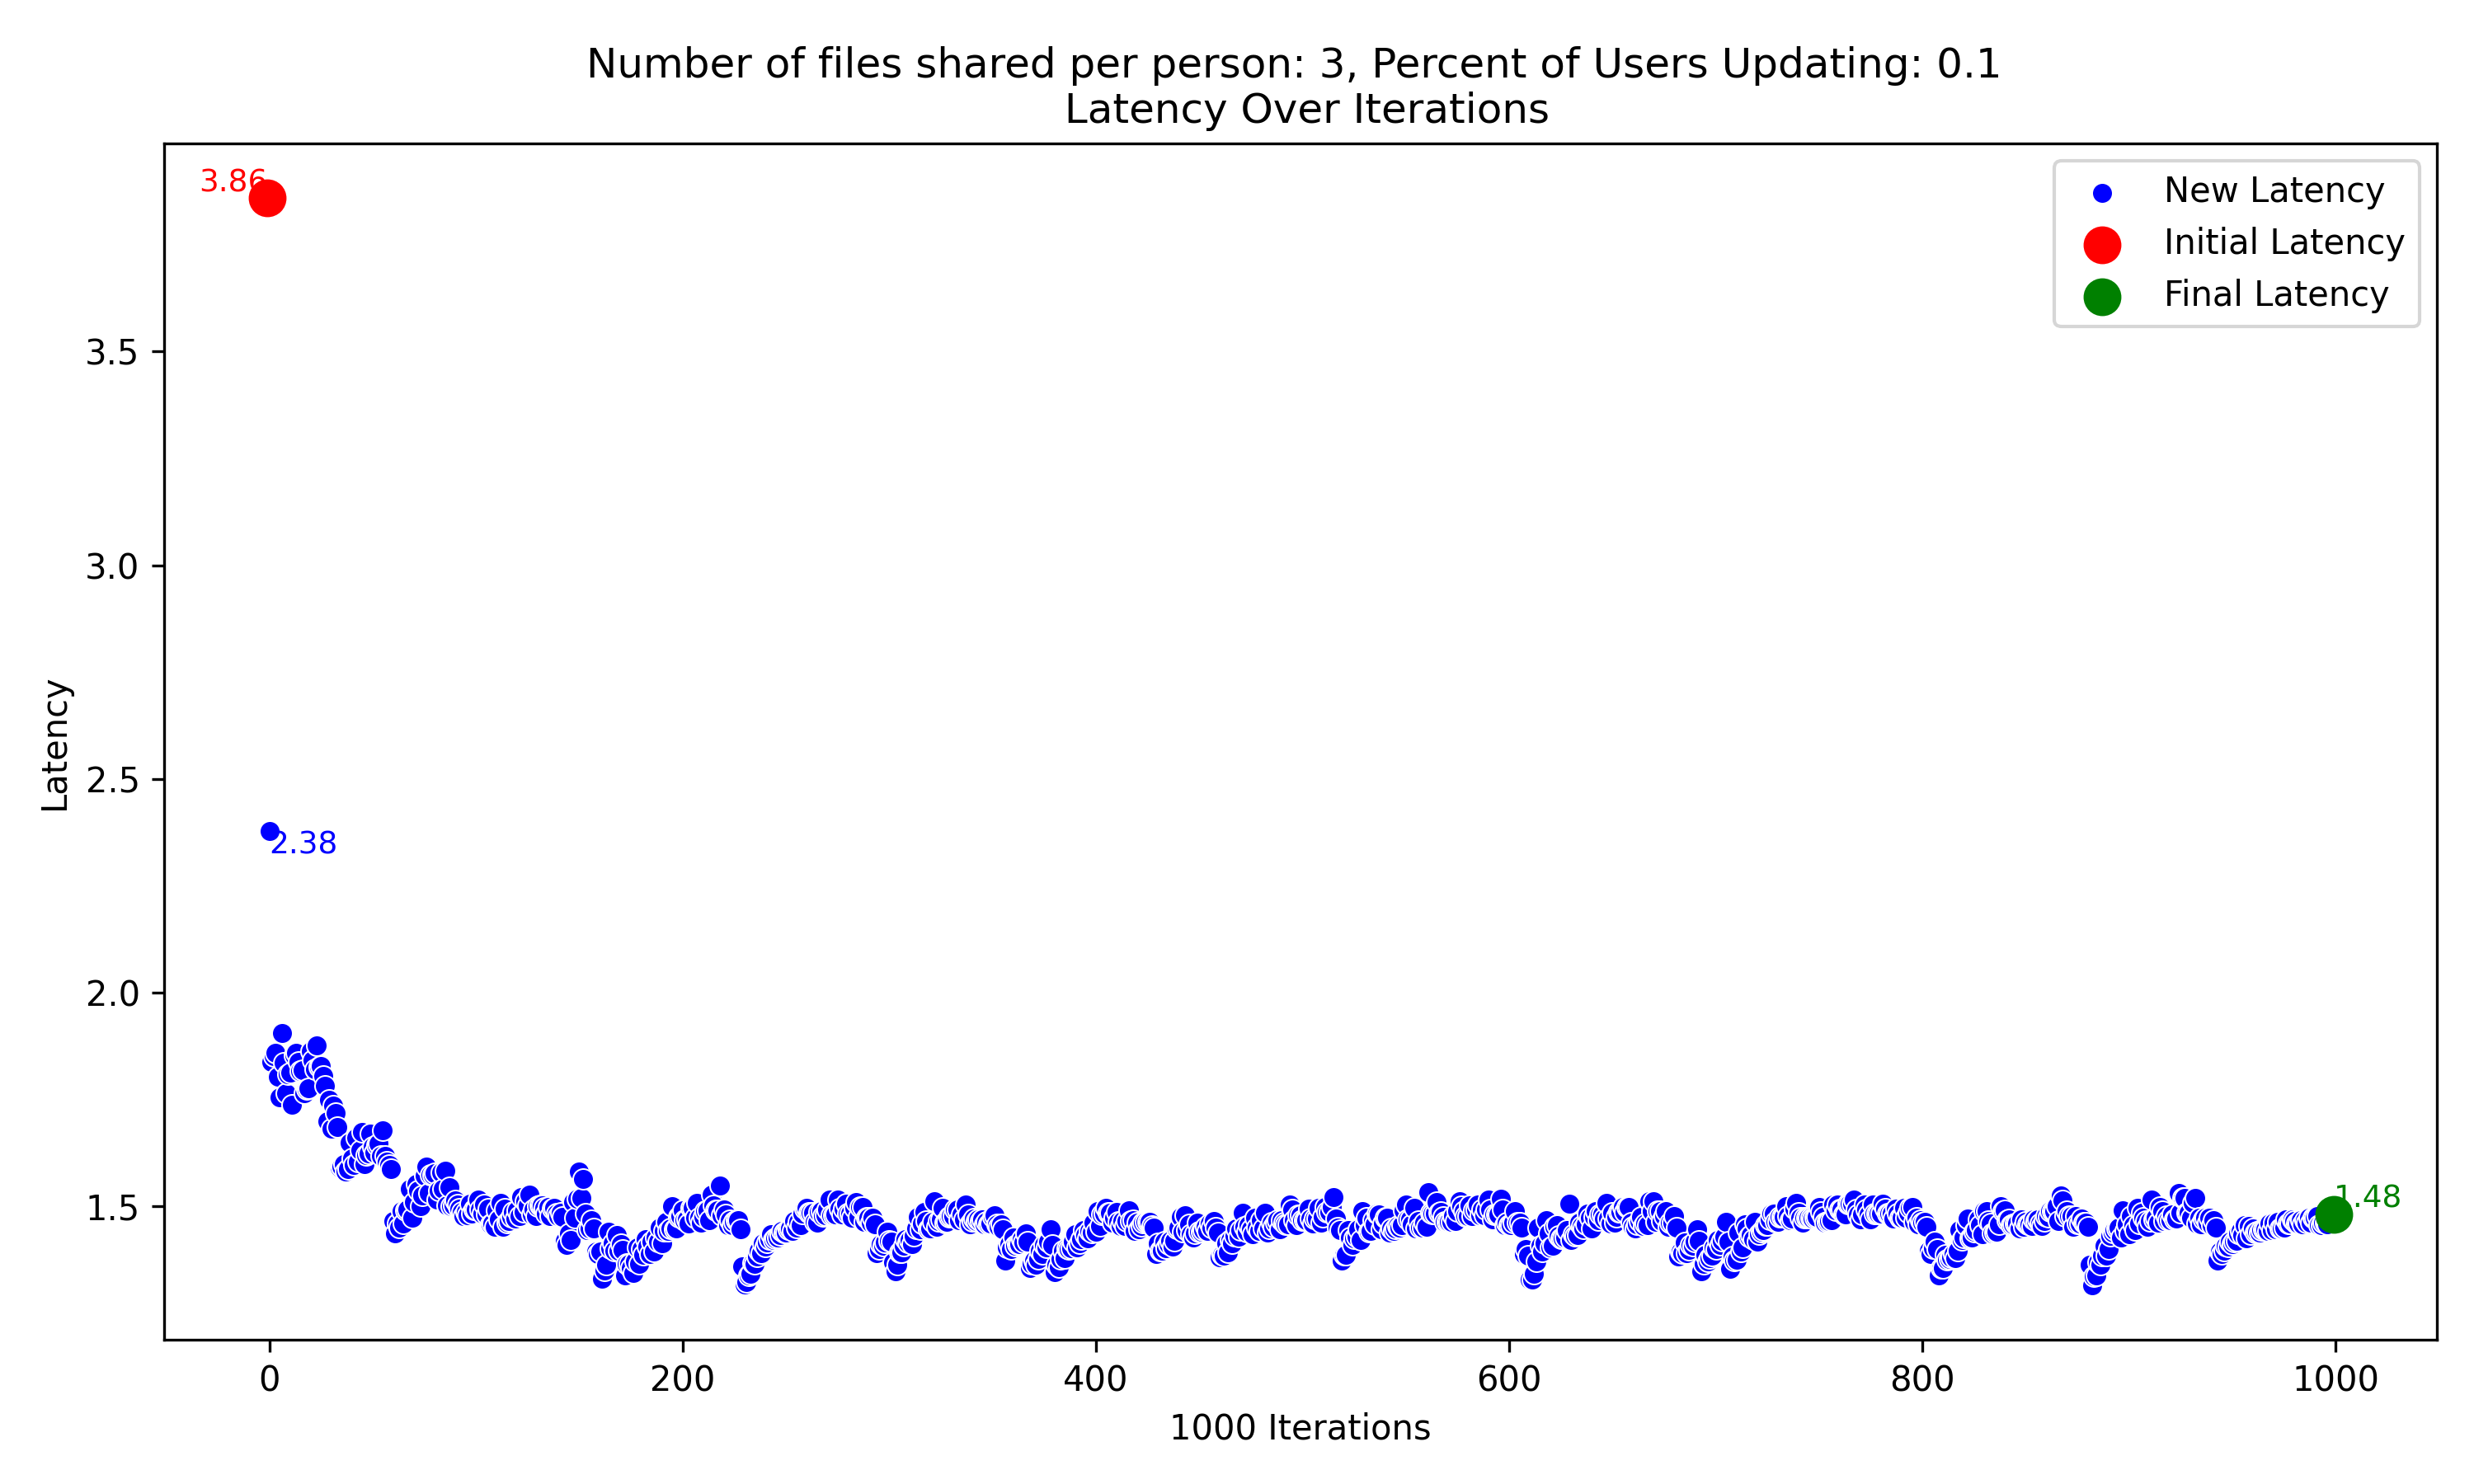 Number of files shared per person: 3, Percent of Users Updating: 0.1
Latency Over Iterations
3.86
New Latency
Initial Latency
Final Latency
3.5
3.0
Latency
2.5
2.38
2.0
1.5
1.48
0 200 400 600 800 1000
1000 Iterations